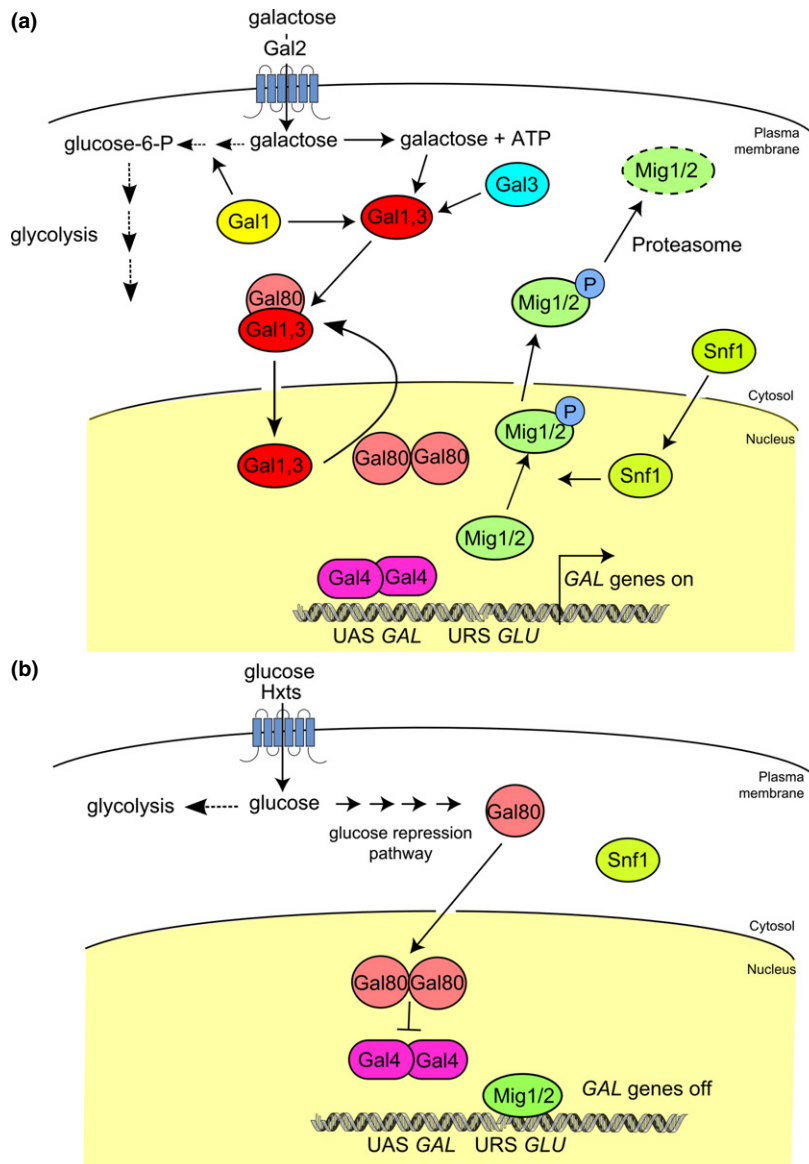 (a)
galactose
Gal2
glucose-6-P
galactose
galactose + ATP
Plasma
membrane
Mig1/2
Gal3
Gal1
Gal1,3
glycolysis
Proteasome
Gal80
Gal1,3
P
Mig1/2
Snf1
Cytosol
Nucleus
P
Mig1/2
Gal1,3
Gal80 Gal80
Snf1
Mig1/2
Gal4 Gal4
GAL genes on
UAS GAL URS GLU
(b)
glucose
Hxts
Plasma
membrane
glycolysis
glucose
Gal80
glucose repression
pathway
Snf1
Cytosol
Nucleus
Gal80 Gal80
Gal4 Gal4
Mig1/2
GAL genes off
UAS GAL URS GLU